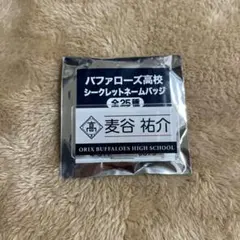 バファローズ高校
シークレットネームバッジ
全25種
高 麦谷 祐介
ORIX BUFFALOES HIGH SCHOOL